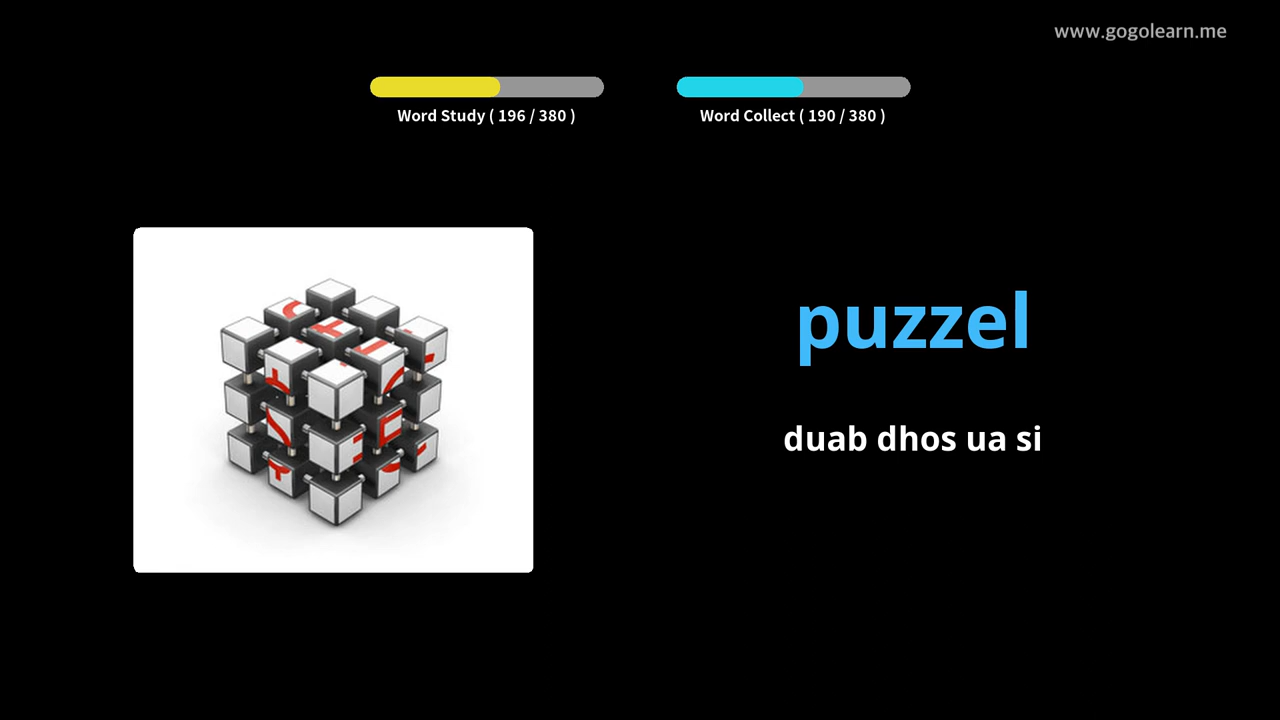 www.gogolearn.me
Word Study ( 196 / 380 )
Word Collect ( 190 / 380 )
puzzel
duab dhos ua si